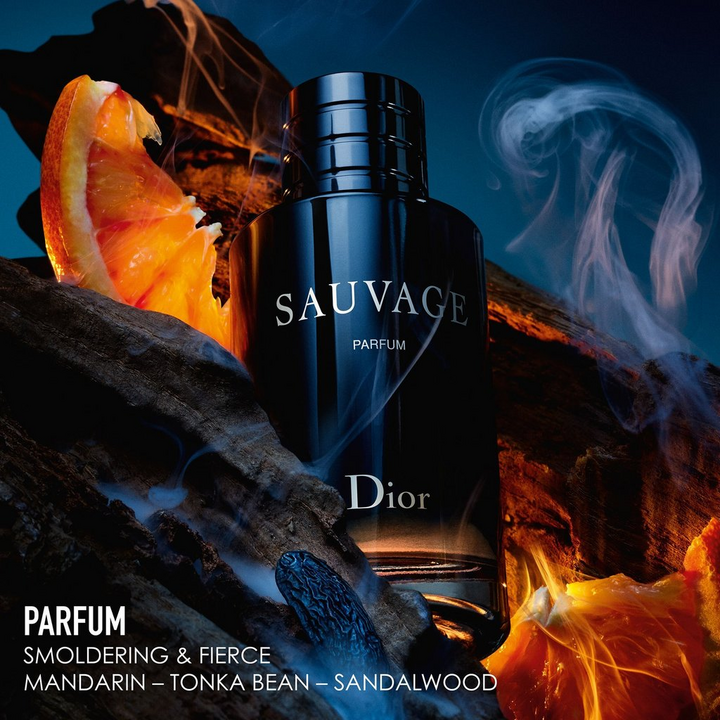 SAUVAGE
PARFUM
Dior
PARFUM
SMOLDERING & FIERCE
MANDARIN – TONKA BEAN – SANDALWOOD